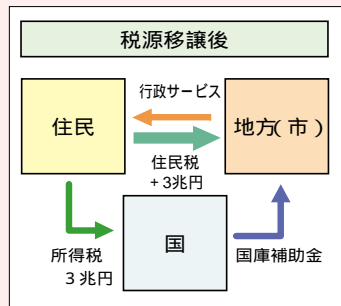 税源移譲後
行政サービス
住民
地方(市)
住民税
+3兆円
国
所得税
3兆円
国庫補助金